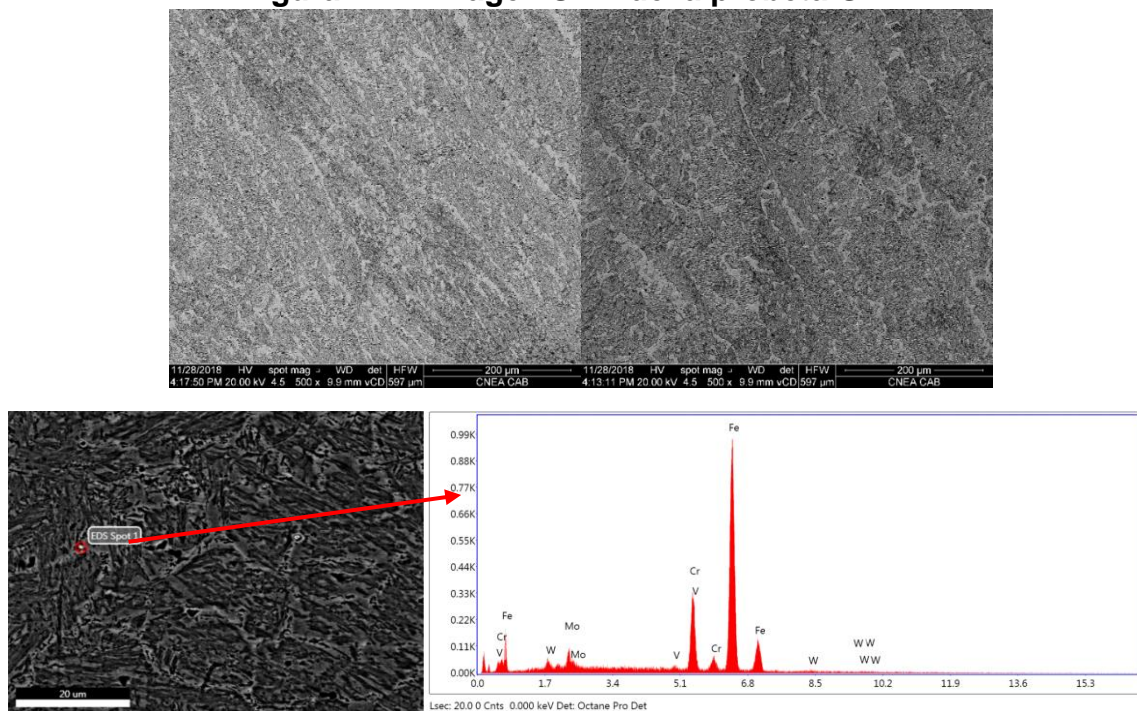 de la probeta
11/28/2018 HV spot mag WD det HFW 200 µm
4:17:50 PM 20.00 kV 4.5 500 x 9.9 mm vCD 597 µm CNEA CAB
11/28/2018 HV spot mag WD det HFW 200 µm
4:13:11 PM 20.00 kV 4.5 500 x 9.9 mm vCD 597 µm CNEA CAB
EDS Spot 1
20 um
Fe
0.99K
0.88K
0.77K
0.66K
0.55K
0.44K
0.33K
0.22K
0.11K
0.00K
Cr
V
Fe
Cr
V
W
Mo
Mo
V
Cr
Fe
W
W W
W W
0.0 1.7 3.4 5.1 6.8 8.5 10.2 11.9 13.6 15.3
Lsec: 20.0 0 Cnts 0.000 keV Det: Octane Pro Det